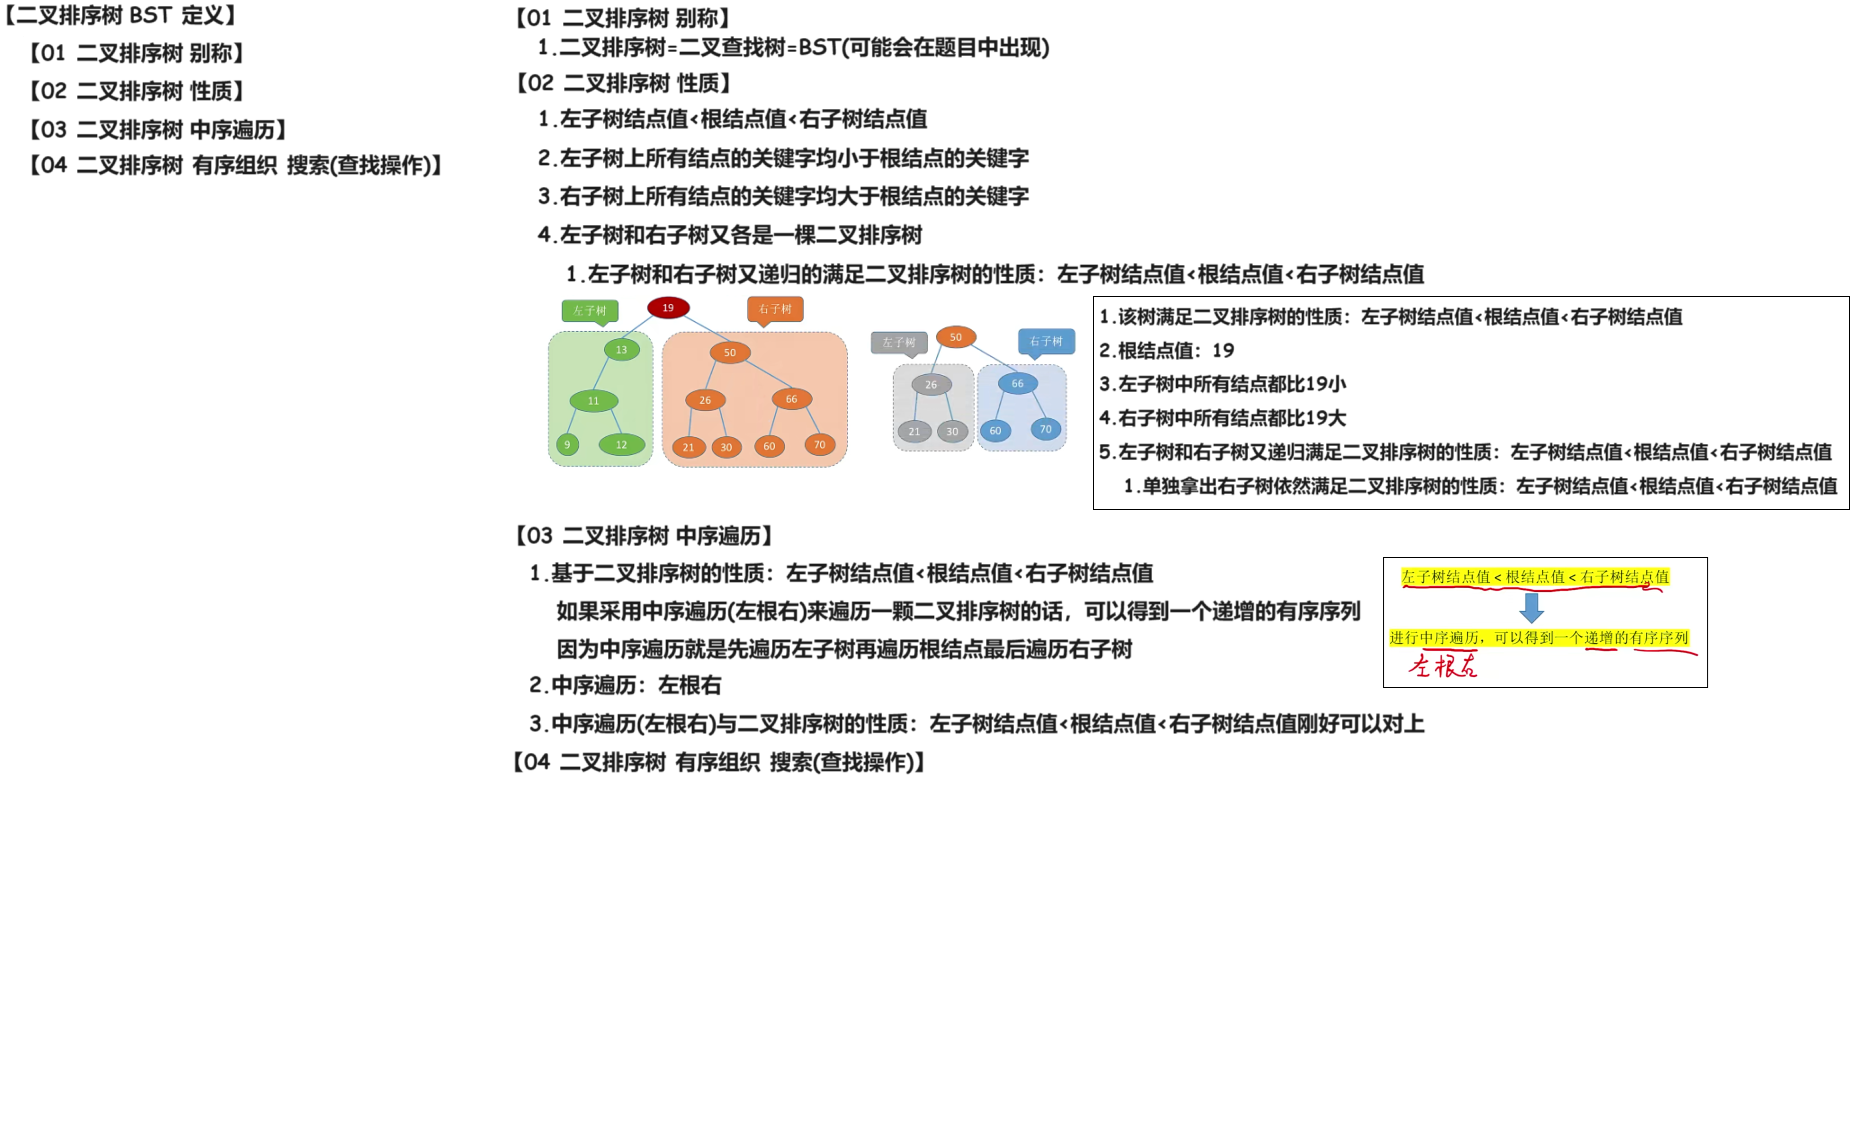 【二叉排序树 BST 定义】
【01 二叉排序树 别称】
【02 二叉排序树 性质】
【03 二叉排序树 中序遍历】
【04 二叉排序树 有序组织 搜索(查找操作)】
【01 二叉排序树 别称】
1.二叉排序树=二叉查找树=BST(可能会在题目中出现)
【02 二叉排序树 性质】
1.左子树结点值<根结点值<右子树结点值
2.左子树上所有结点的关键字均小于根结点的关键字
3.右子树上所有结点的关键字均大于根结点的关键字
4.左子树和右子树又各是一棵二叉排序树
1.左子树和右子树又递归的满足二叉排序树的性质：左子树结点值<根结点值<右子树结点值
左子树
19
右子树
13
50
11
26
66
9
12
21
30
60
70
左子树
50
右子树
26
66
21
30
60
70
1.该树满足二叉排序树的性质：左子树结点值<根结点值<右子树结点值
2.根结点值：19
3.左子树中所有结点都比19小
4.右子树中所有结点都比19大
5.左子树和右子树又递归满足二叉排序树的性质：左子树结点值<根结点值<右子树结点值
1.单独拿出右子树依然满足二叉排序树的性质：左子树结点值<根结点值<右子树结点值
【03 二叉排序树 中序遍历】
1.基于二叉排序树的性质：左子树结点值<根结点值<右子树结点值
如果采用中序遍历(左根右)来遍历一颗二叉排序树的话，可以得到一个递增的有序序列
因为中序遍历就是先遍历左子树再遍历根结点最后遍历右子树
2.中序遍历：左根右
3.中序遍历(左根右)与二叉排序树的性质：左子树结点值<根结点值<右子树结点值刚好可以对上
左子树结点值<根结点值<右子树结点值
进行中序遍历，可以得到一个递增的有序序列
左根右
【04 二叉排序树 有序组织 搜索(查找操作)】